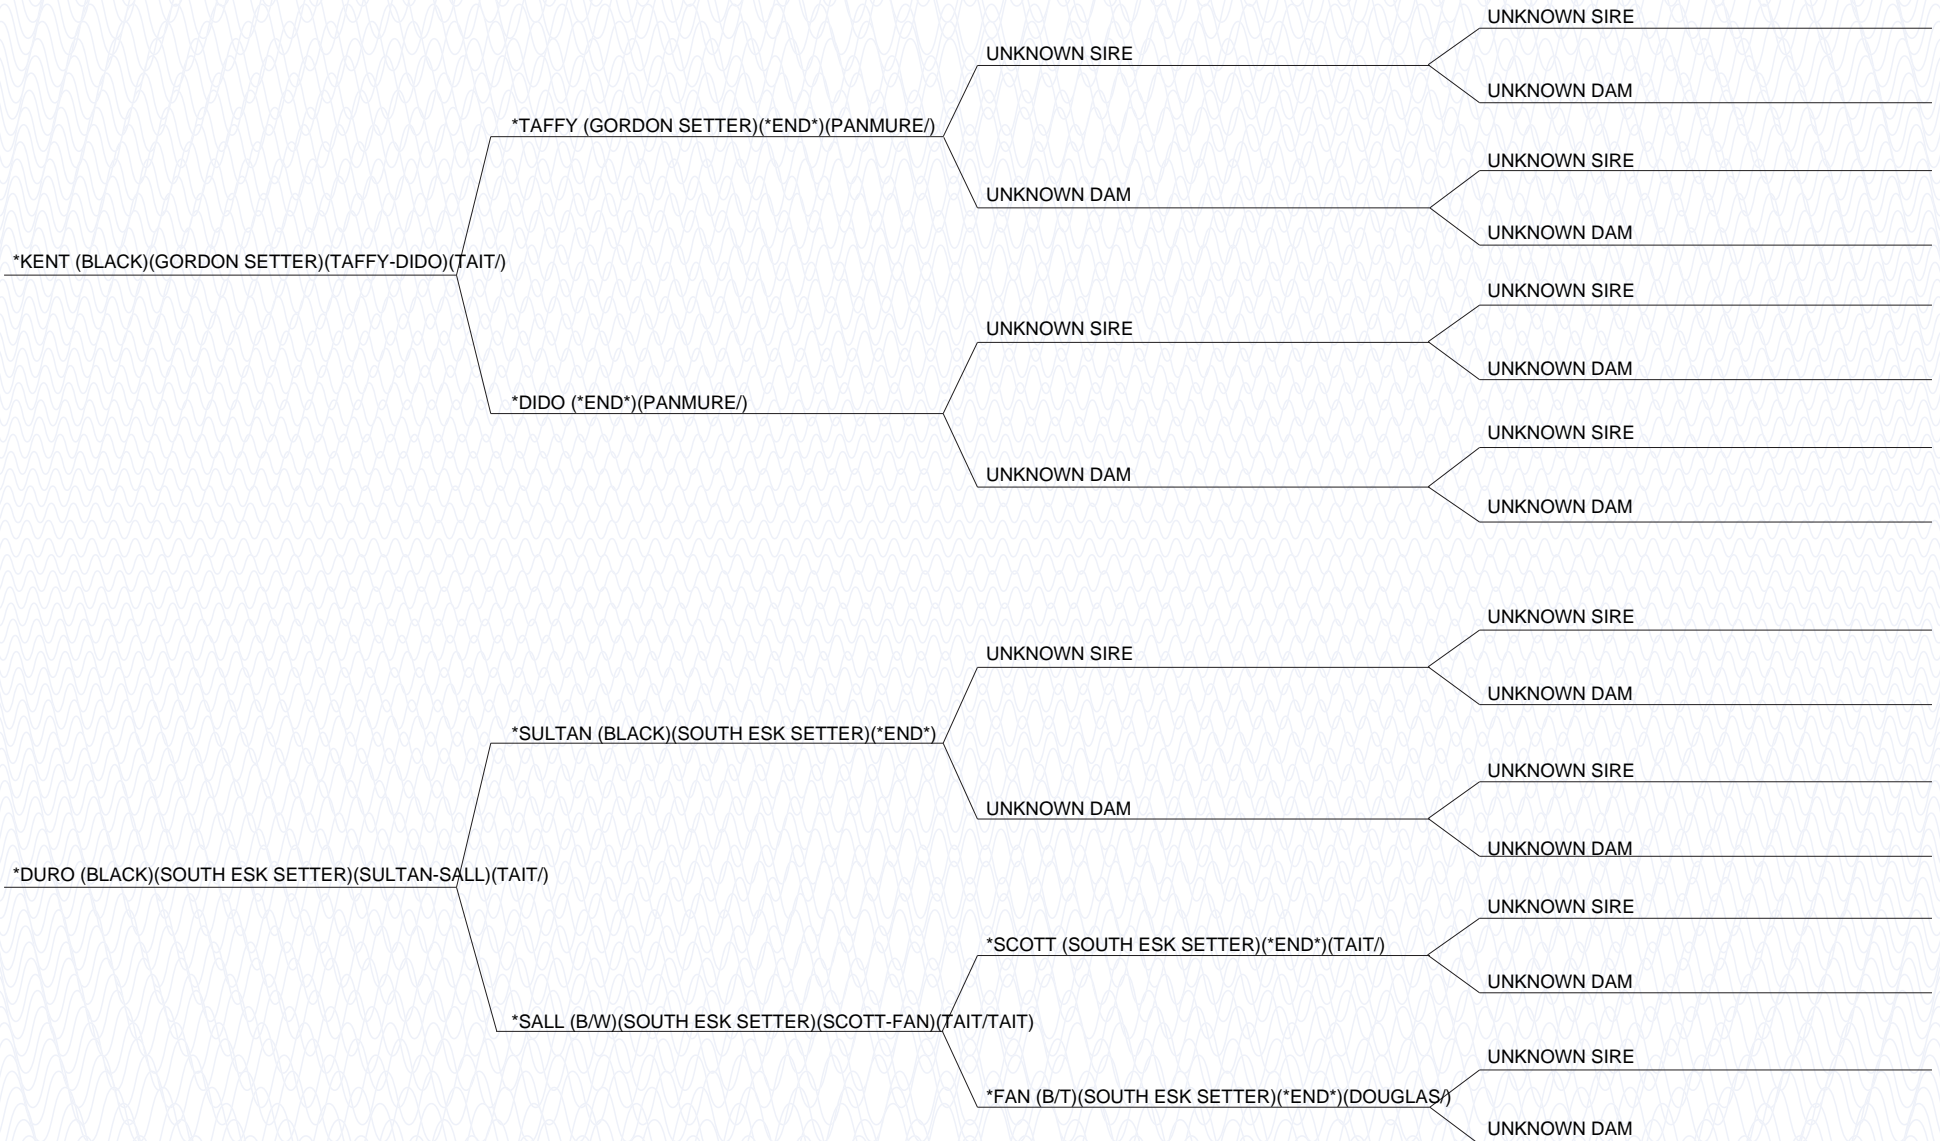 UNKNOWN SIRE
UNKNOWN SIRE
UNKNOWN DAM
*TAFFY (GORDON SETTER)(*END*)(PANMURE/)
UNKNOWN SIRE
UNKNOWN DAM
UNKNOWN DAM
*KENT (BLACK)(GORDON SETTER)(TAFFY-DIDO)(TAIT/)
UNKNOWN SIRE
UNKNOWN SIRE
UNKNOWN DAM
*DIDO (*END*)(PANMURE/)
UNKNOWN SIRE
UNKNOWN DAM
UNKNOWN DAM
UNKNOWN SIRE
UNKNOWN SIRE
UNKNOWN DAM
*SULTAN (BLACK)(SOUTH ESK SETTER)(*END*)
UNKNOWN SIRE
UNKNOWN DAM
UNKNOWN DAM
*DURO (BLACK)(SOUTH ESK SETTER)(SULTAN-SALL)(TAIT/)
UNKNOWN SIRE
*SCOTT (SOUTH ESK SETTER)(*END*)(TAIT/)
UNKNOWN DAM
*SALL (B/W)(SOUTH ESK SETTER)(SCOTT-FAN)(TAIT/TAIT)
UNKNOWN SIRE
*FAN (B/T)(SOUTH ESK SETTER)(*END*)(DOUGLAS/)
UNKNOWN DAM